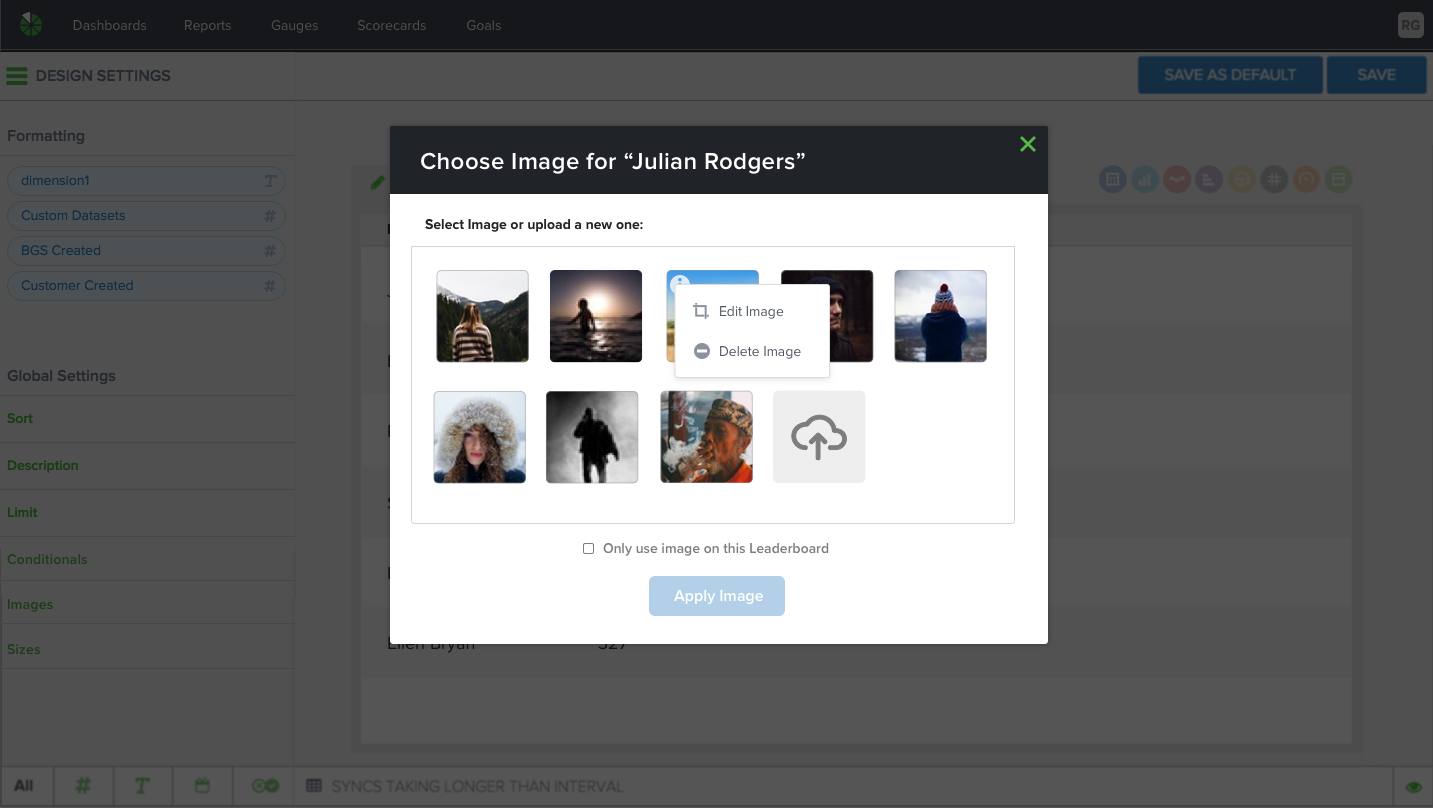 Dashboards Reports Gauges Scorecards Goals RG
DESIGN SETTINGS SAVE AS DEFAULT SAVE
Formatting
dimension1 T
Custom Datasets #
BGS Created #
Customer Created #
Global Settings
Sort
Description
Limit
Conditionals
Images
Sizes
Choose Image for “Julian Rodgers”
Select Image or upload a new one:
Edit Image
Delete Image
Only use image on this Leaderboard
Apply Image
Ellen Bryan 327
All # T SYNCS TAKING LONGER THAN INTERVAL